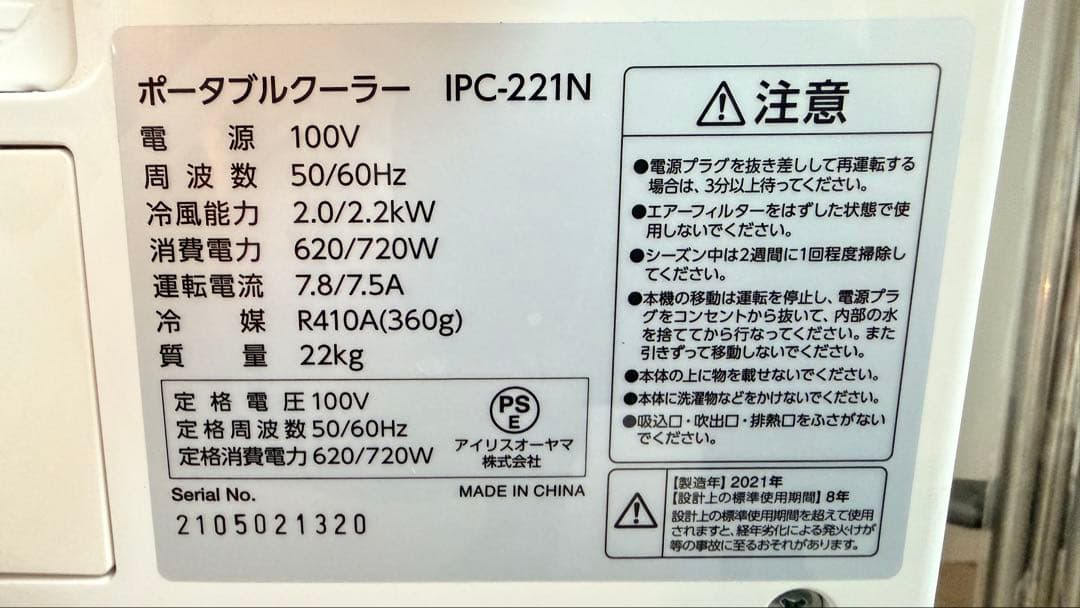 ポータブルクーラー IPC-221N
電源 100V
周波数 50/60Hz
冷風能力 2.0/2.2kW
消費電力 620/720W
運転電流 7.8/7.5A
冷媒 R410A(360g)
質量 22kg
定格電圧 100V
定格周波数 50/60Hz
定格消費電力 620/720W
PS
E
アイリスオーヤマ
株式会社
Serial No.
MADE IN CHINA
2105021320
注意
●電源プラグを抜き差しして再運転する
場合は、3分以上待ってください。
●エアーフィルターをはずした状態で使
用しないでください。
●シーズン中は2週間に1回程度掃除し
てください。
●本機の移動は運転を停止し、電源プラ
グをコンセントから抜いて、内部の水
を捨ててから行なってください。また
引きずって移動しないでください。
●本体の上に物を載せないでください。
●本体に洗濯物などをかけないでください。
●吸込口・吹出口・排熱口をふさがない
でください。
【製造年】2021年
【設計上の標準使用期間】8年
設計上の標準使用期間を超えて使用
されますと、経年劣化による発火・けが
等の事故に至るおそれがあります。